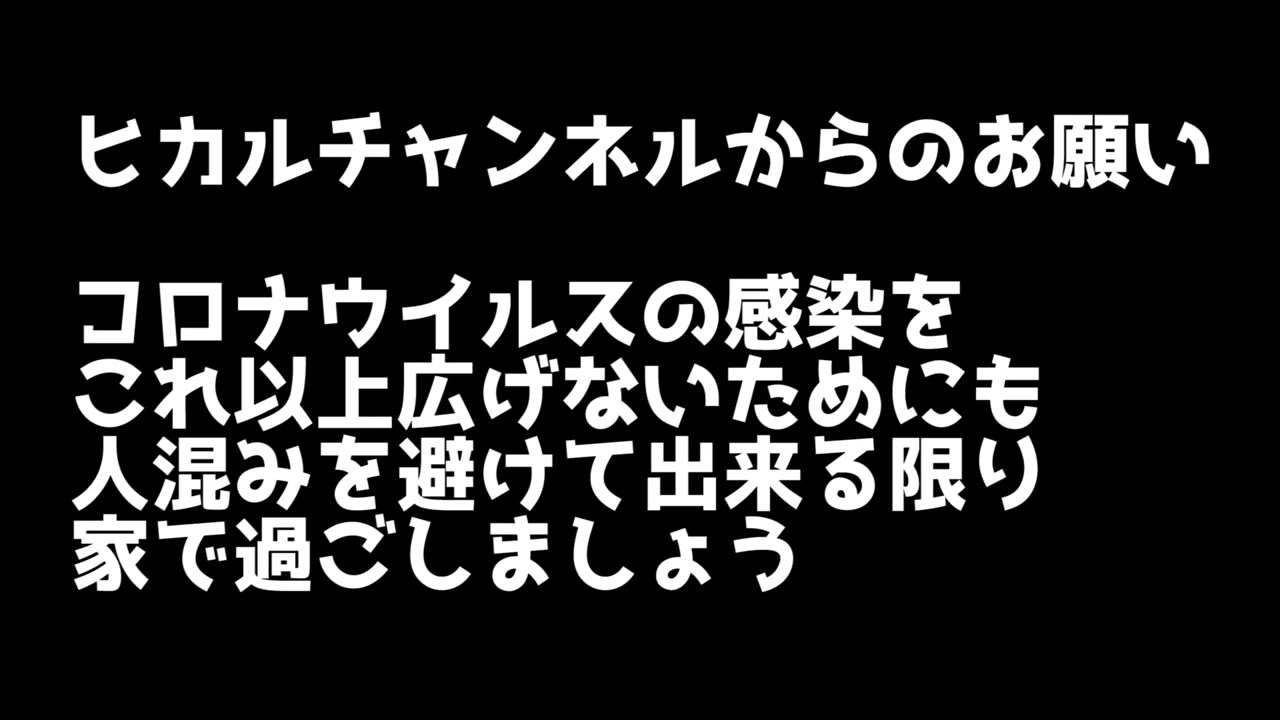 ヒカルチャンネルからのお願い
コロナウイルスの感染を
これ以上広げないためにも
人混みを避けて出来る限り
家で過ごしましょう